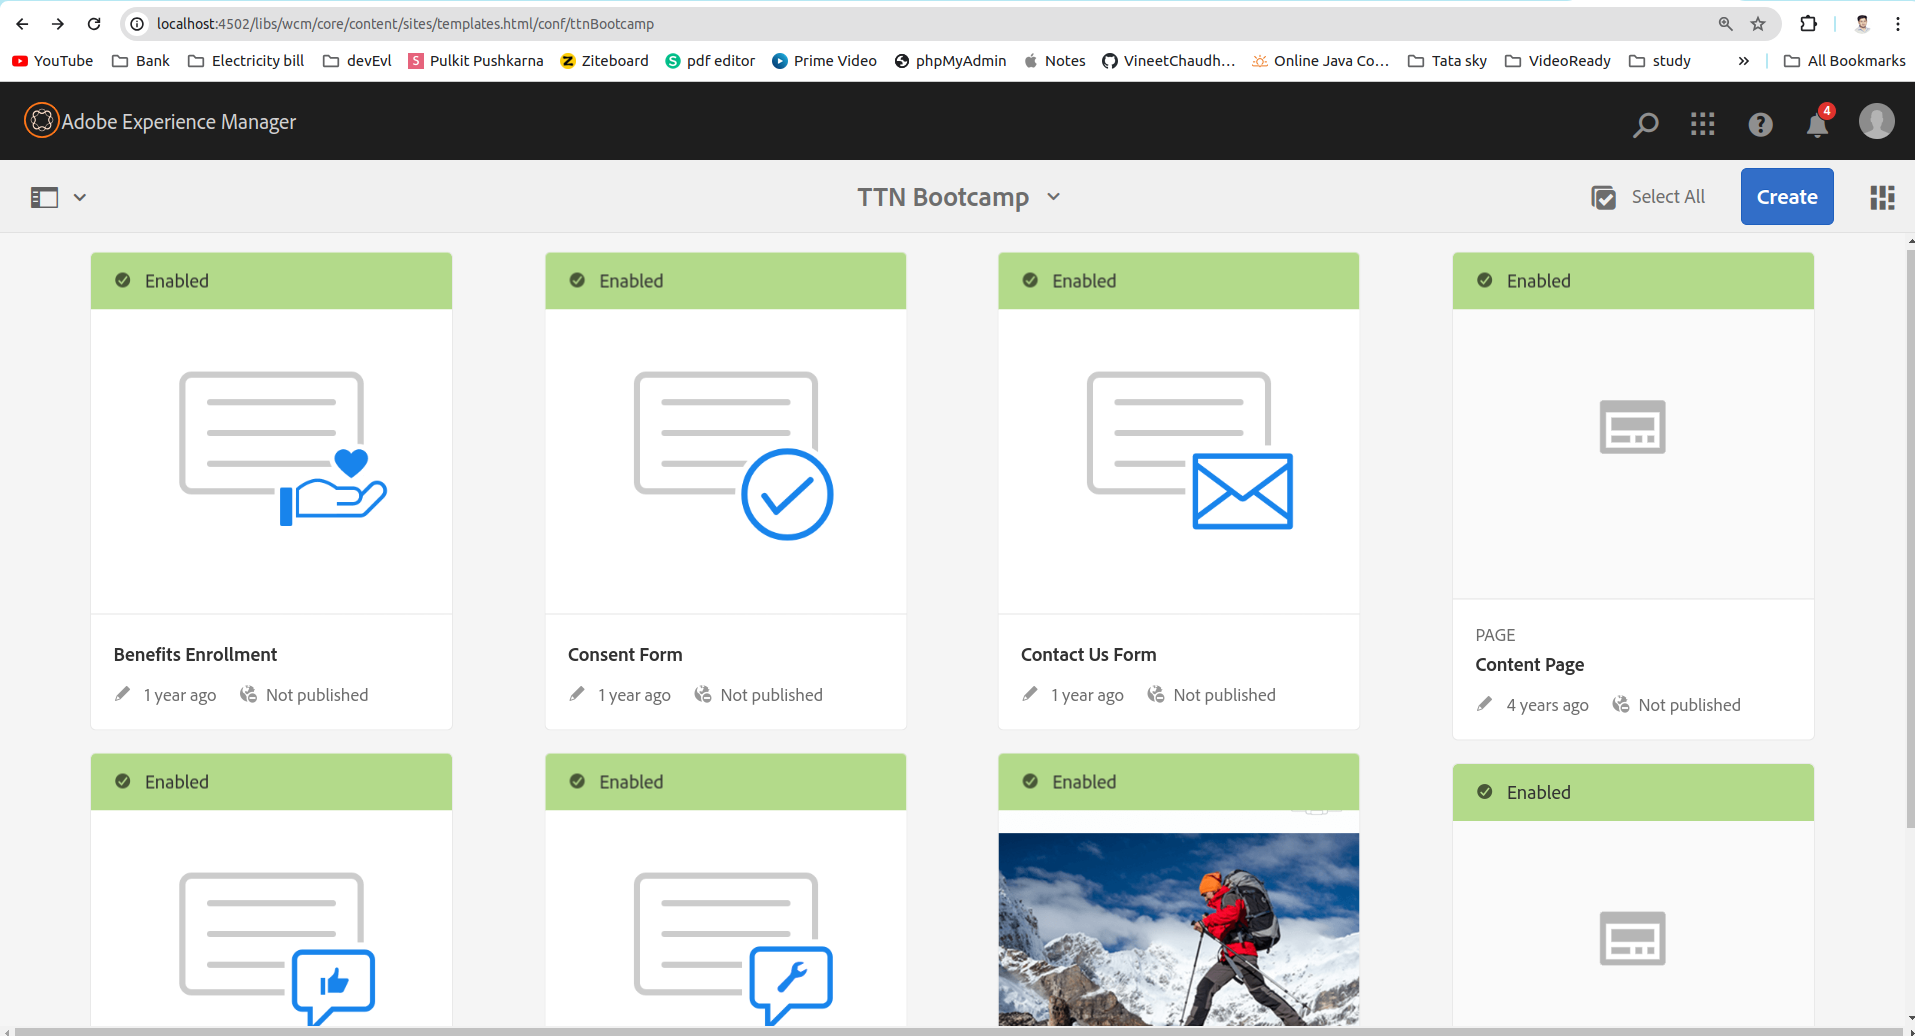 localhost:4502/libs/wcm/core/content/sites/templates.html/conf/ttnBootcamp
YouTube Bank Electricity bill devEvl S Pulkit Pushkarna Z Ziteboard S pdf editor Prime Video phpMyAdmin Notes VineetChaudh... Online Java Co... Tata sky VideoReady study » All Bookmarks
Adobe Experience Manager ? 4
TTN Bootcamp Select All Create
Enabled Enabled Enabled Enabled
PAGE
Benefits Enrollment Consent Form Contact Us Form Content Page
1 year ago Not published 1 year ago Not published 1 year ago Not published 4 years ago Not published
Enabled Enabled Enabled Enabled